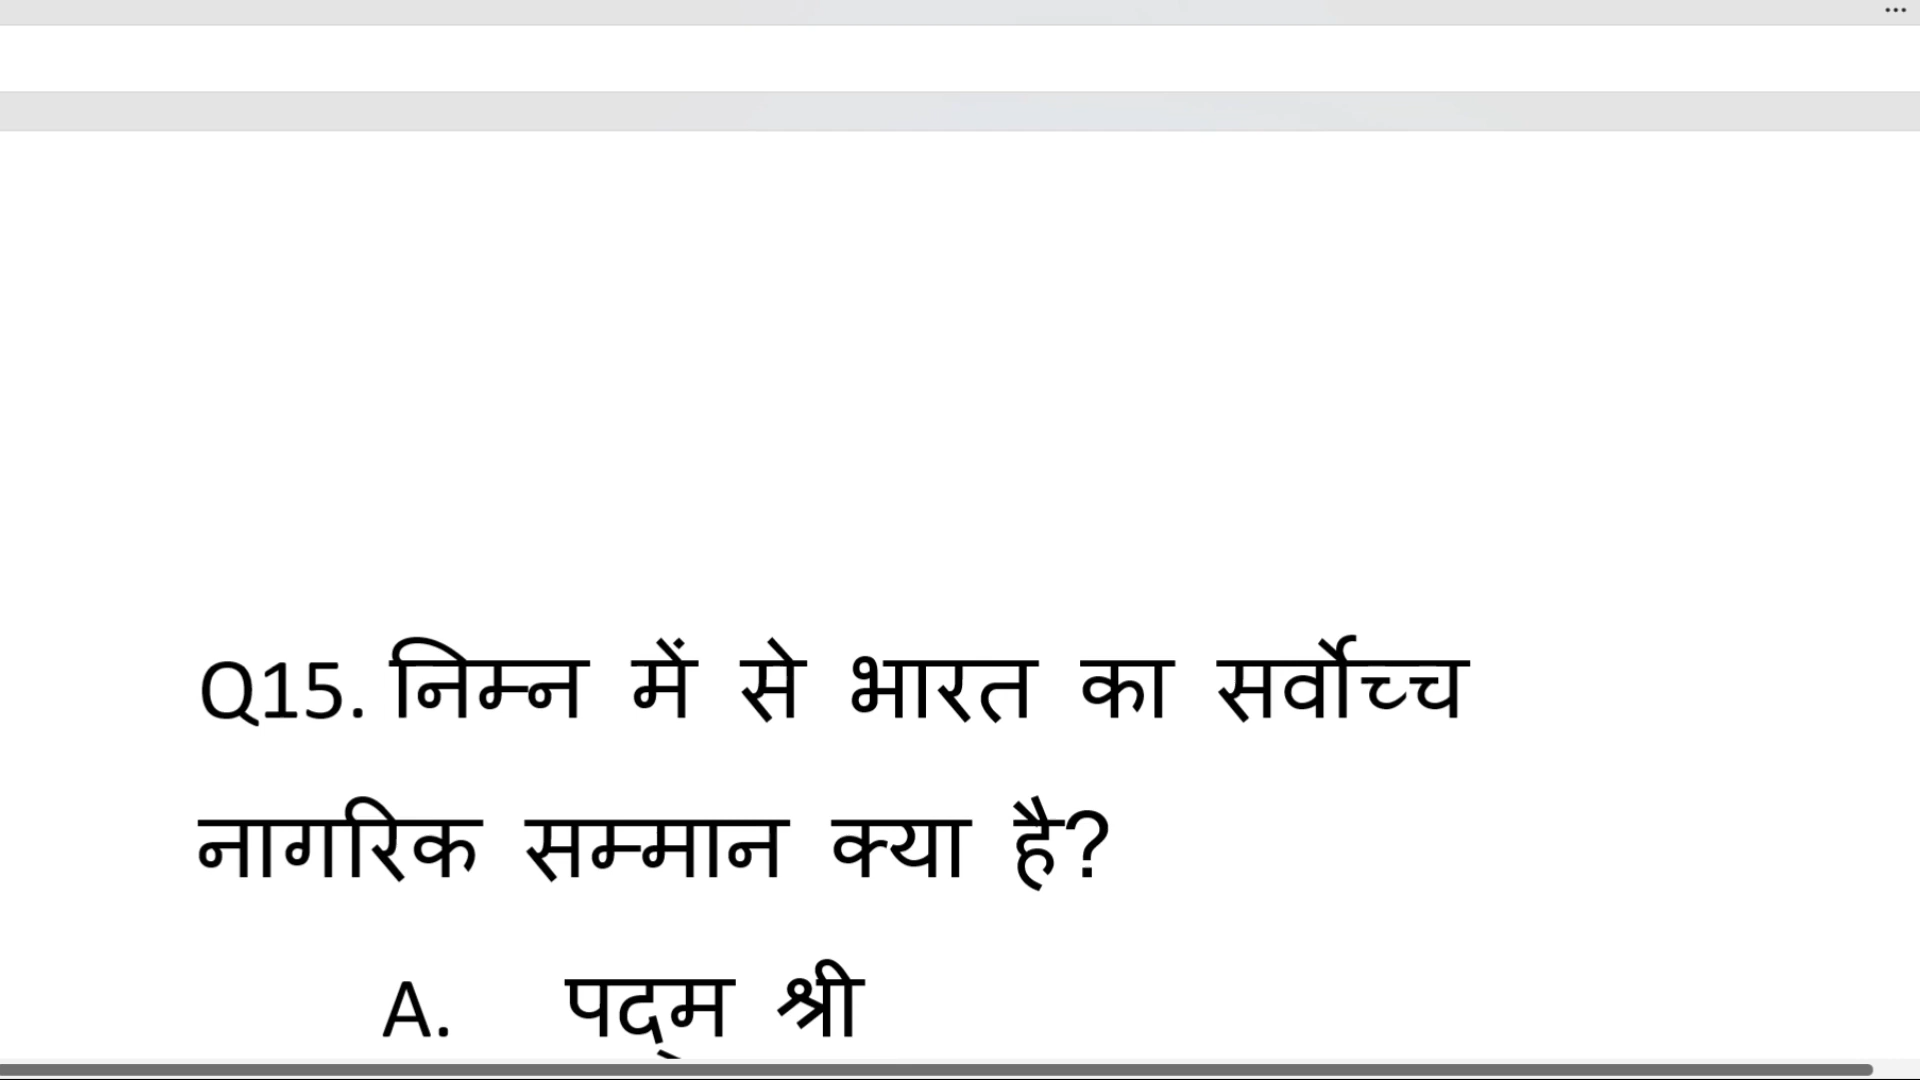 Q15. निम्न में से भारत का सर्वोच्च
नागरिक सम्मान क्या है?
A. पद्म श्री